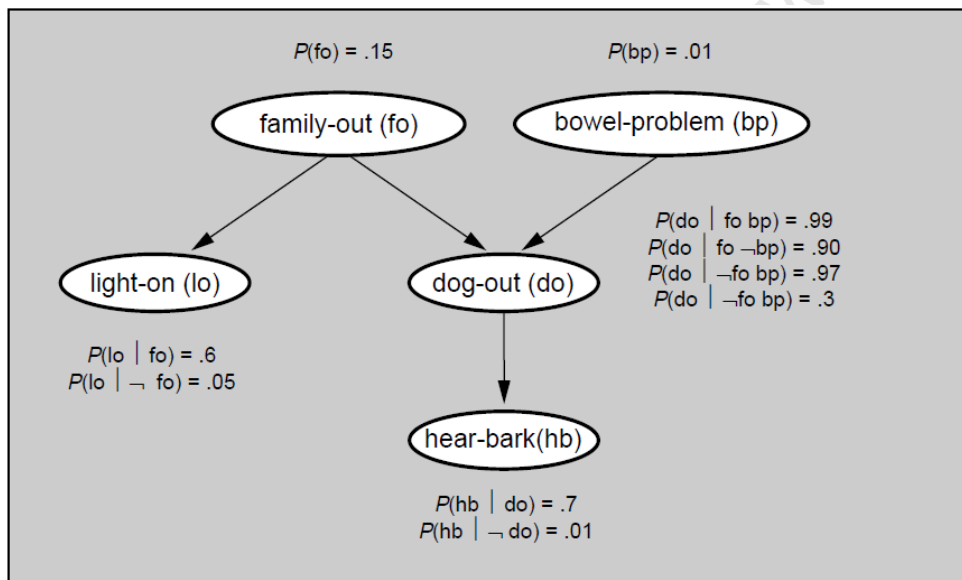 P(fo) = .15
P(bp) = .01
family-out (fo)
bowel-problem (bp)
P(do | fo bp) = .99
P(do | fo ¬bp) = .90
P(do | ¬fo bp) = .97
P(do | ¬fo bp) = .3
light-on (lo)
dog-out (do)
P(lo | fo) = .6
P(lo | ¬ fo) = .05
hear-bark(hb)
P(hb | do) = .7
P(hb | ¬ do) = .01